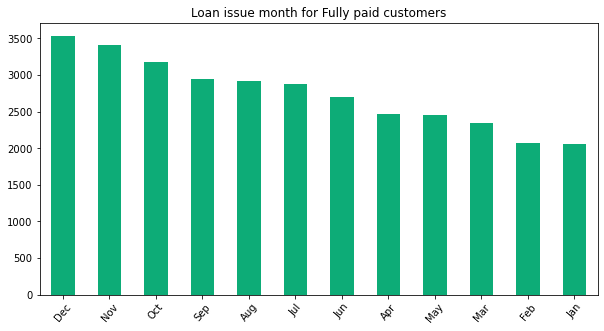 Loan issue month for Fully paid customers
3500
3000
2500
2000
1500
1000
500
0
Dec
Nov
Oct
Sep
Aug
Jul
Jun
Apr
May
Mar
Feb
Jan